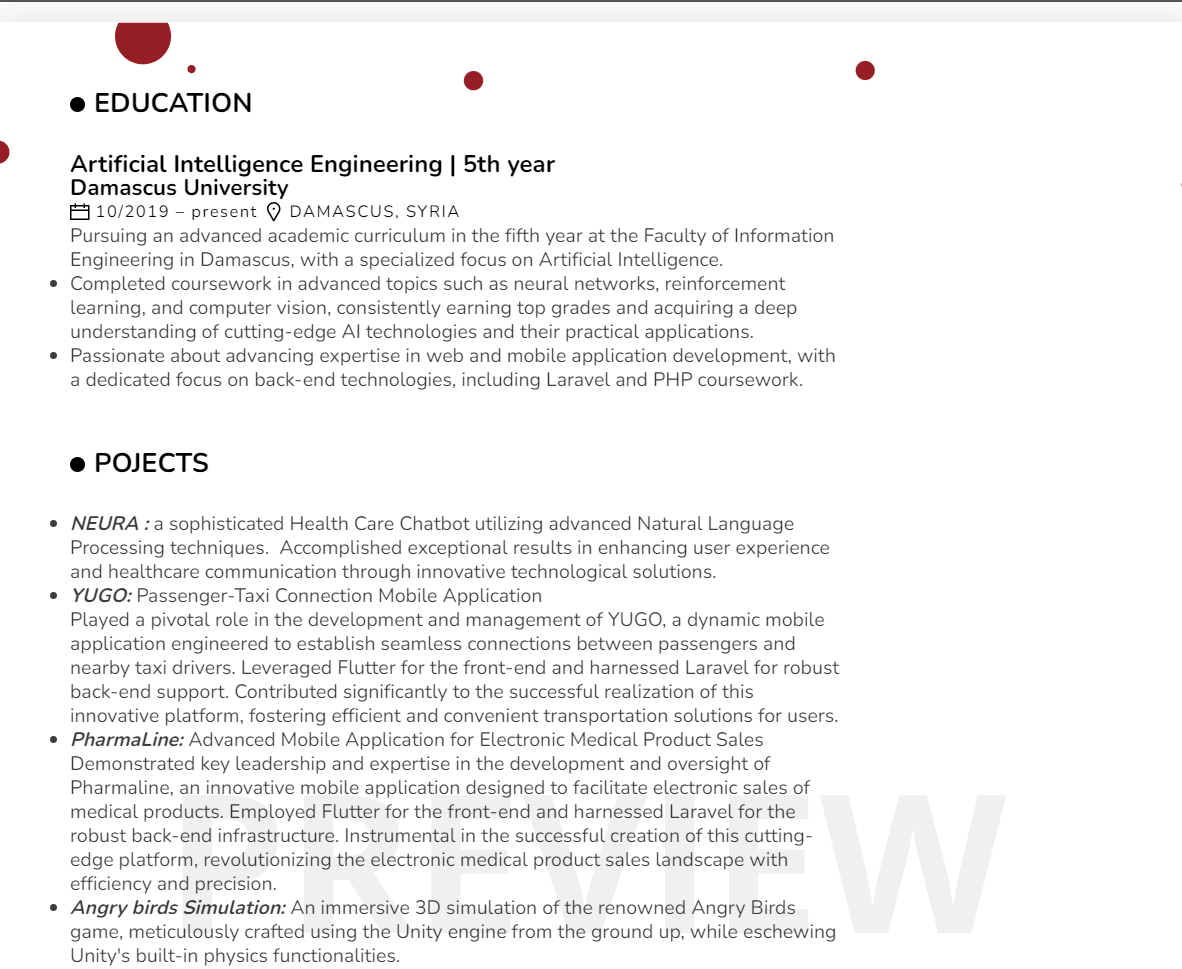 EDUCATION
Artificial Intelligence Engineering | 5th year
Damascus University
10/2019 – present DAMASCUS, SYRIA
Pursuing an advanced academic curriculum in the fifth year at the Faculty of Information
Engineering in Damascus, with a specialized focus on Artificial Intelligence.
• Completed coursework in advanced topics such as neural networks, reinforcement
learning, and computer vision, consistently earning top grades and acquiring a deep
understanding of cutting-edge AI technologies and their practical applications.
• Passionate about advancing expertise in web and mobile application development, with
a dedicated focus on back-end technologies, including Laravel and PHP coursework.
POJECTS
• NEURA : a sophisticated Health Care Chatbot utilizing advanced Natural Language
Processing techniques.  Accomplished exceptional results in enhancing user experience
and healthcare communication through innovative technological solutions.
• YUGO: Passenger-Taxi Connection Mobile Application
Played a pivotal role in the development and management of YUGO, a dynamic mobile
application engineered to establish seamless connections between passengers and
nearby taxi drivers. Leveraged Flutter for the front-end and harnessed Laravel for robust
back-end support. Contributed significantly to the successful realization of this
innovative platform, fostering efficient and convenient transportation solutions for users.
• PharmaLine: Advanced Mobile Application for Electronic Medical Product Sales
Demonstrated key leadership and expertise in the development and oversight of
Pharmaline, an innovative mobile application designed to facilitate electronic sales of
medical products. Employed Flutter for the front-end and harnessed Laravel for the
robust back-end infrastructure. Instrumental in the successful creation of this cutting-
edge platform, revolutionizing the electronic medical product sales landscape with
efficiency and precision.
• Angry birds Simulation: An immersive 3D simulation of the renowned Angry Birds
game, meticulously crafted using the Unity engine from the ground up, while eschewing
Unity's built-in physics functionalities.
PREVIEW